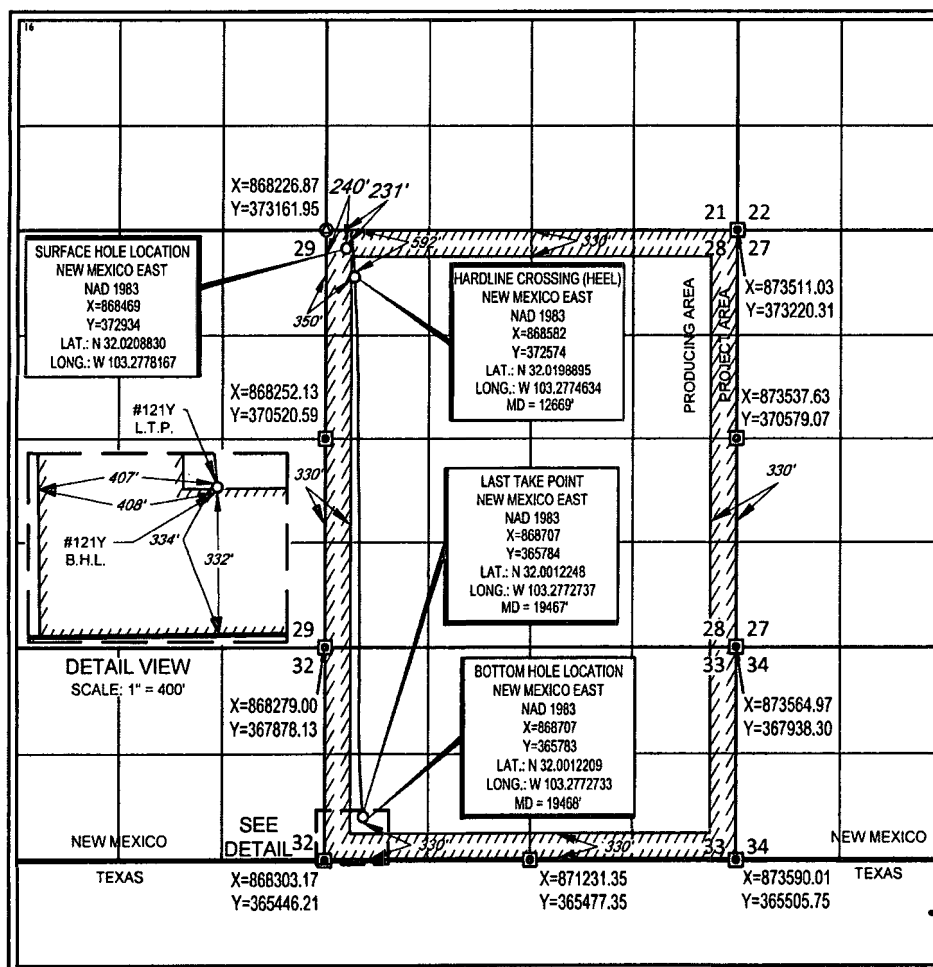 16
X=868226.87
Y=373161.95
240'
231'
21 22
29
592'
330'
28 27
SURFACE HOLE LOCATION
NEW MEXICO EAST
NAD 1983
X=868469
Y=372934
LAT.: N 32.0208830
LONG.: W 103.2778167
350'
HARDLINE CROSSING (HEEL)
NEW MEXICO EAST
NAD 1983
X=868582
Y=372574
LAT.: N 32.0198895
LONG.: W 103.2774634
MD = 12669'
PRODUCING AREA
PROJECT AREA
X=873511.03
Y=373220.31
X=868252.13
Y=370520.59
X=873537.63
Y=370579.07
#121Y
L.T.P.
407'
408'
334'
332'
#121Y
B.H.L.
330'
330'
LAST TAKE POINT
NEW MEXICO EAST
NAD 1983
X=868707
Y=365784
LAT.: N 32.0012248
LONG.: W 103.2772737
MD = 19467'
29
32
28 27
33 34
DETAIL VIEW
SCALE: 1" = 400'
X=868279.00
Y=367878.13
BOTTOM HOLE LOCATION
NEW MEXICO EAST
NAD 1983
X=868707
Y=365783
LAT.: N 32.0012209
LONG.: W 103.2772733
MD = 19468'
X=873564.97
Y=367938.30
SEE
DETAIL
32
330'
330'
33 34
NEW MEXICO
TEXAS
NEW MEXICO
TEXAS
X=868303.17
Y=365446.21
X=871231.35
Y=365477.35
X=873590.01
Y=365505.75